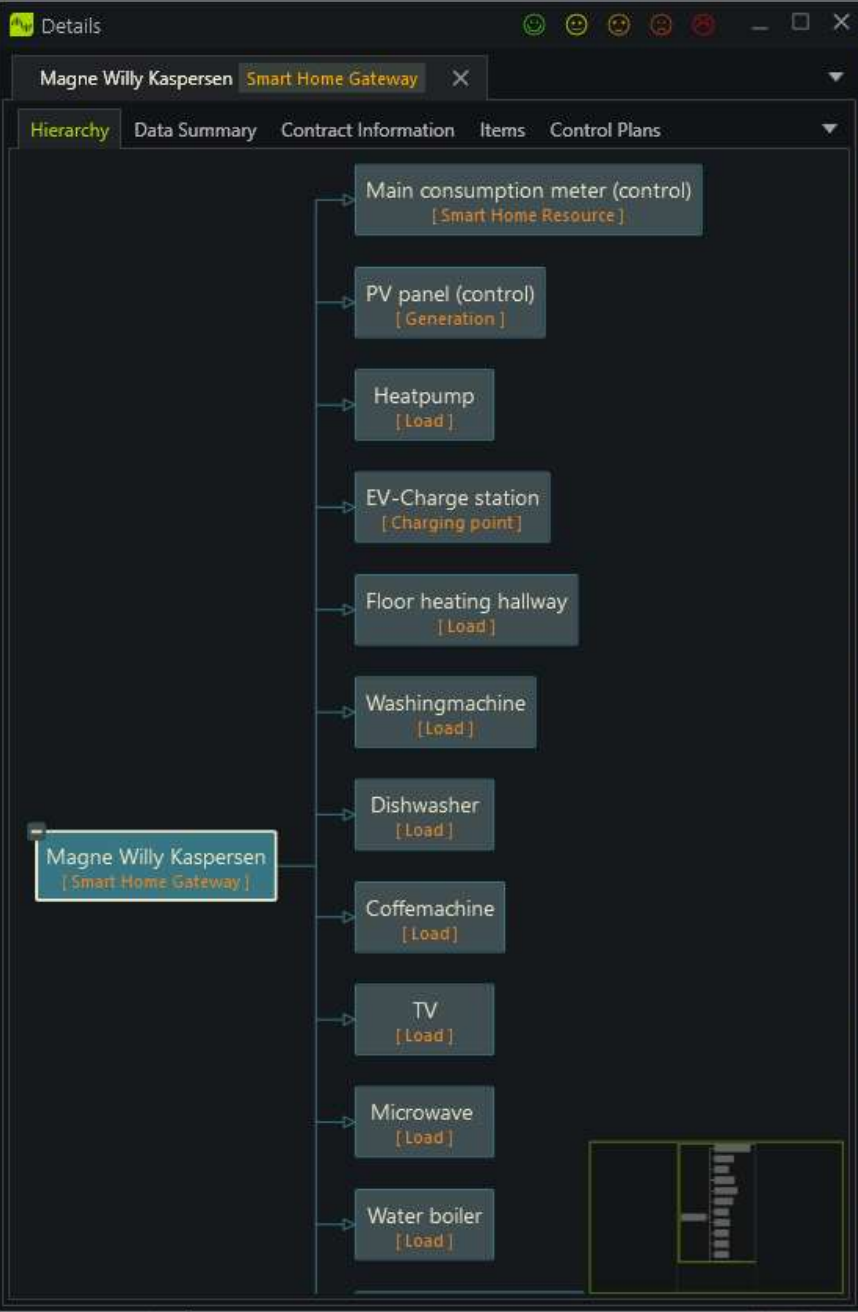 Details
Magne Willy Kaspersen Smart Home Gateway
Hierarchy Data Summary Contract Information Items Control Plans
Main consumption meter (control)
[ Smart Home Resource ]
PV panel (control)
[ Generation ]
Heatpump
[ Load ]
EV-Charge station
[ Charging point ]
Floor heating hallway
[ Load ]
Washingmachine
[ Load ]
Dishwasher
[ Load ]
Magne Willy Kaspersen
[ Smart Home Gateway ]
Coffemachine
[ Load ]
TV
[ Load ]
Microwave
[ Load ]
Water boiler
[ Load ]